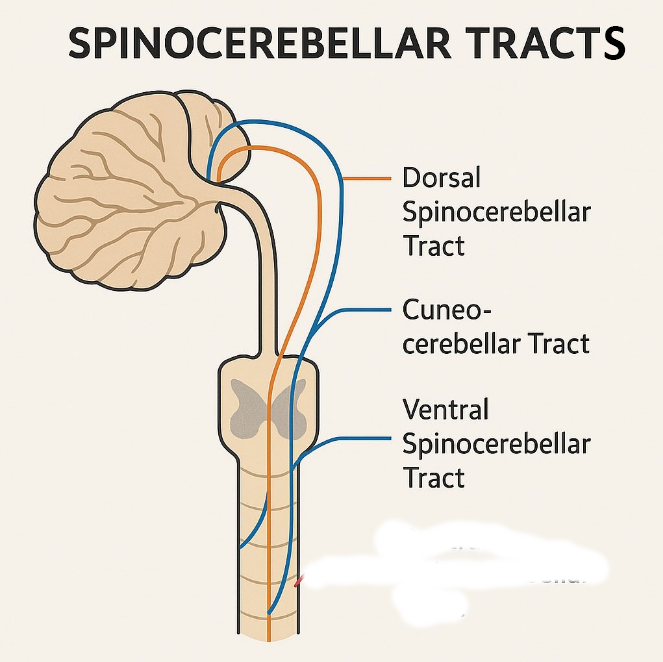 SPINOCEREBELLAR TRACTS
Dorsal
Spinocerebellar
Tract
Cuneo-
cerebellar Tract
Ventral
Spinocerebellar
Tract